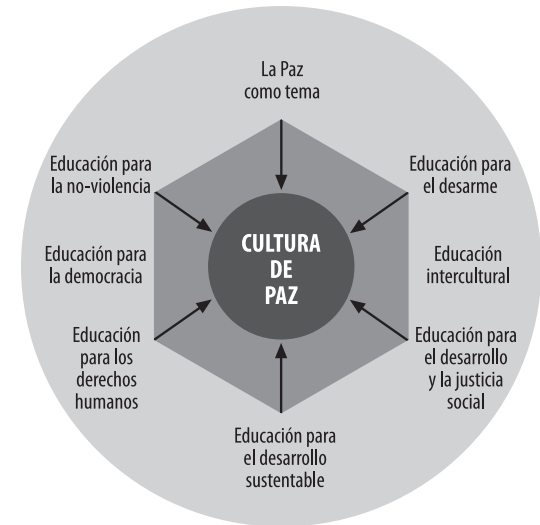 La Paz
como tema
Educación para
la no-violencia
Educación para
el desarme
CULTURA
DE
PAZ
Educación para
la democracia
Educación
intercultural
Educación
para los
derechos
humanos
Educación para
el desarrollo
y la justicia
social
Educación para
el desarrollo
sustentable